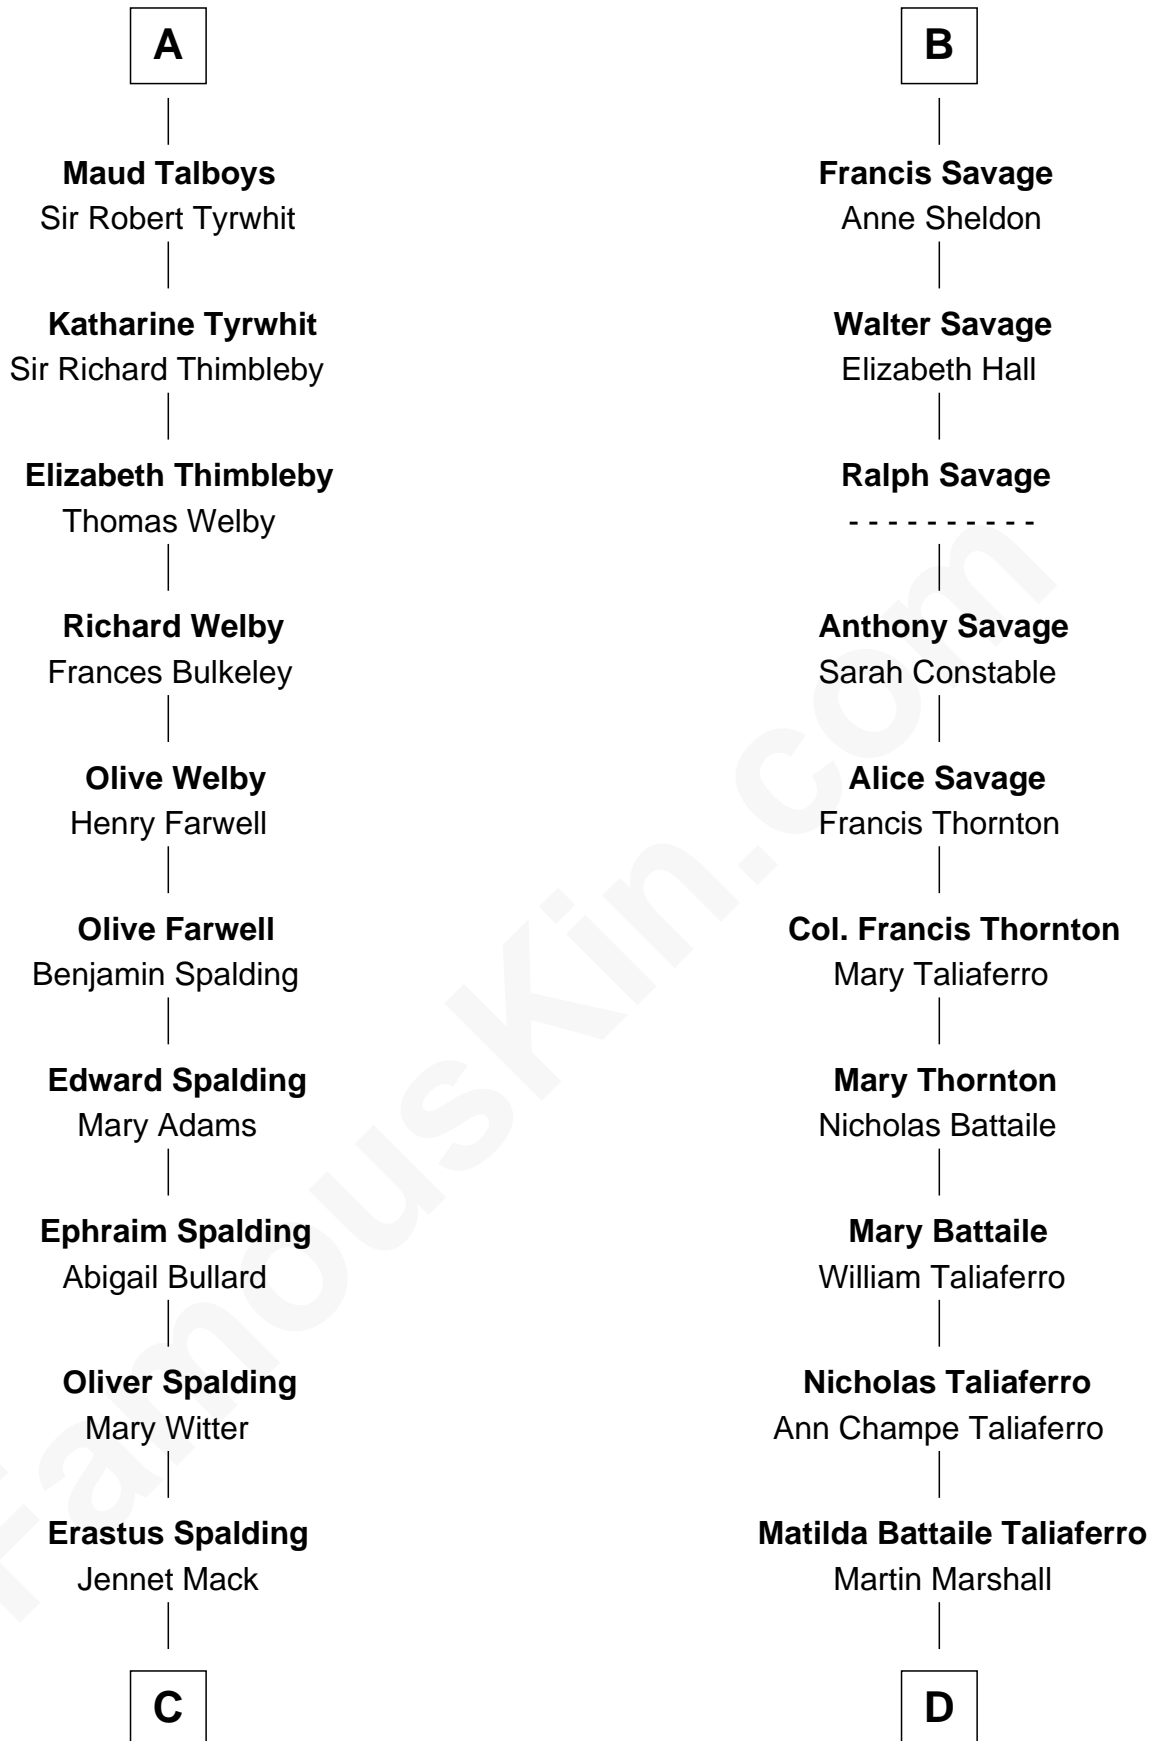 A
Maud Talboys
Sir Robert Tyrwhit
Katharine Tyrwhit
Sir Richard Thimbleby
Elizabeth Thimbleby
Thomas Welby
Richard Welby
Frances Bulkeley
Olive Welby
Henry Farwell
Olive Farwell
Benjamin Spalding
Edward Spalding
Mary Adams
Ephraim Spalding
Abigail Bullard
Oliver Spalding
Mary Witter
Erastus Spalding
Jennet Mack
C
B
Francis Savage
Anne Sheldon
Walter Savage
Elizabeth Hall
Ralph Savage
- - - - - - - - - -
Anthony Savage
Sarah Constable
Alice Savage
Francis Thornton
Col. Francis Thornton
Mary Taliaferro
Mary Thornton
Nicholas Battaile
Mary Battaile
William Taliaferro
Nicholas Taliaferro
Ann Champe Taliaferro
Matilda Battaile Taliaferro
Martin Marshall
D
FamousKin.com